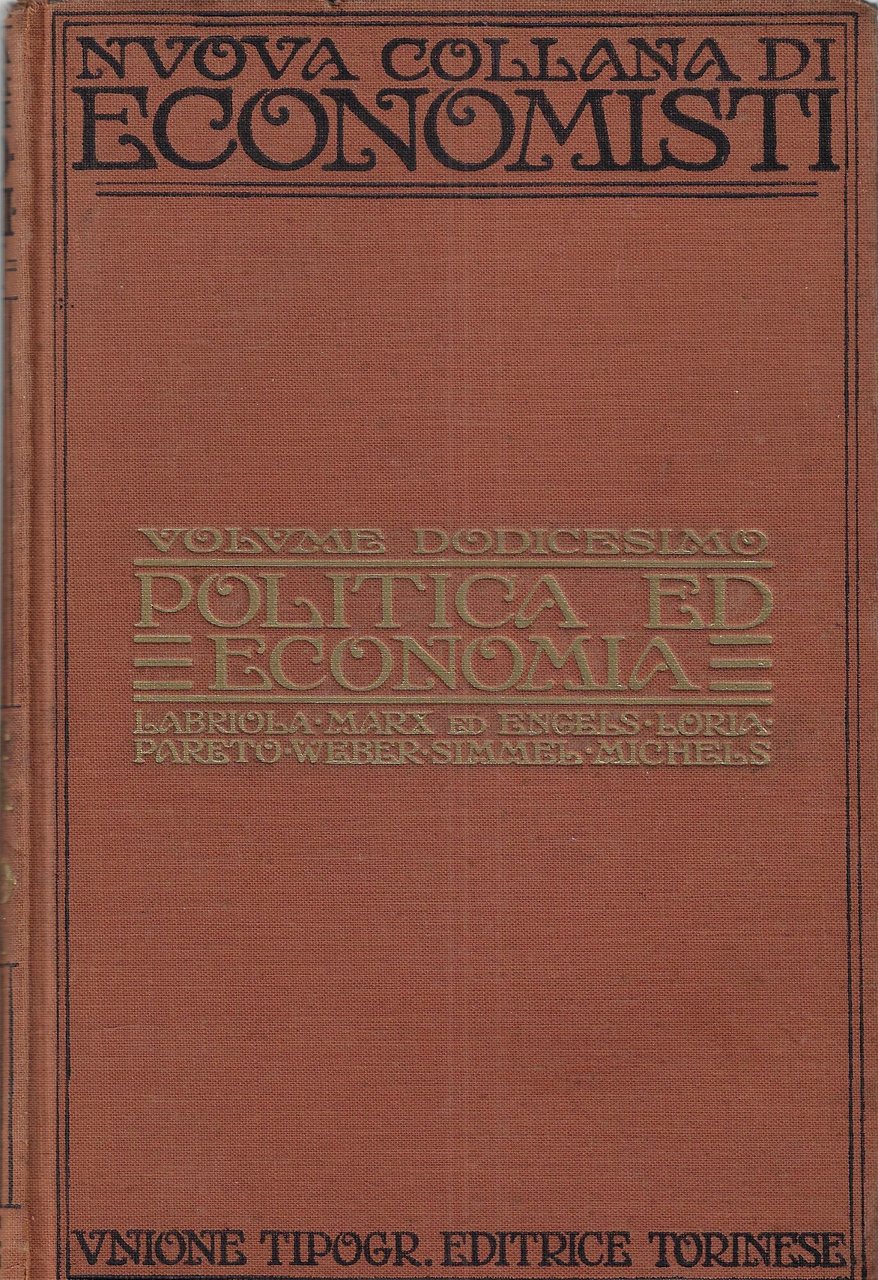 NVOVA COLLANA DI
ECONOMISTI
VOLVME DODICESIMO
POLITICA ED
ECONOMIA
LABRIOLA · MARX ED ENGELS · LORIA ·
PARETO · WEBER · SIMMEL · MICHELS
VNIONE TIPOGR. EDITRICE TORINESE